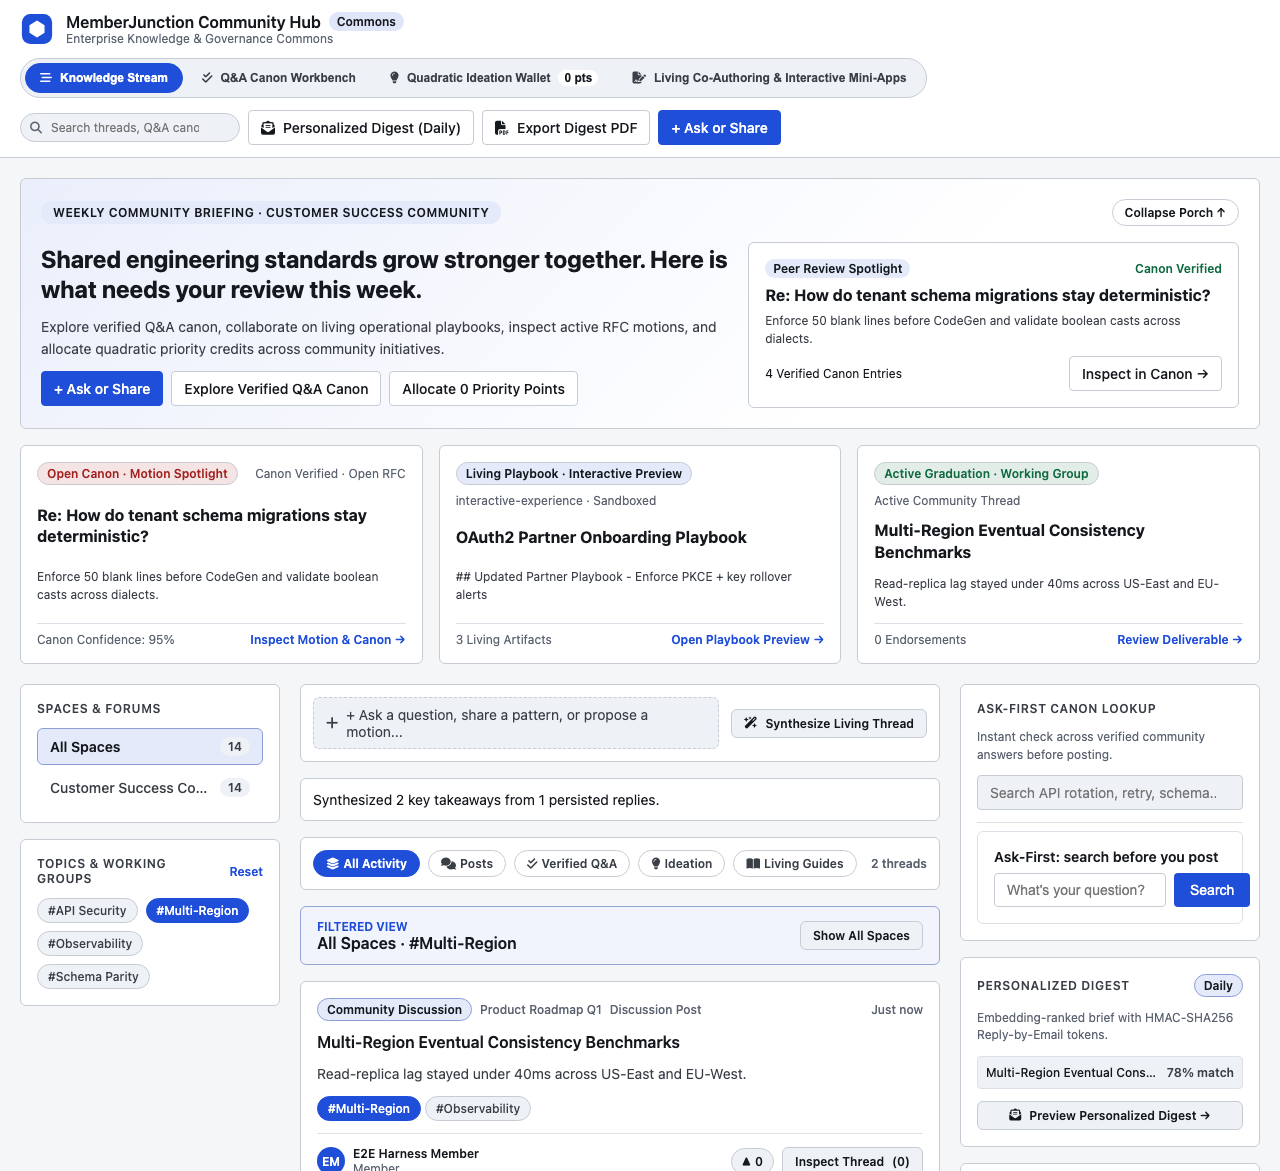 MemberJunction Community Hub
Commons
Enterprise Knowledge & Governance Commons
Knowledge Stream
Q&A Canon Workbench
Quadratic Ideation Wallet
0 pts
Living Co-Authoring & Interactive Mini-Apps
Search threads, Q&A canc
Personalized Digest (Daily)
Export Digest PDF
+ Ask or Share
WEEKLY COMMUNITY BRIEFING · CUSTOMER SUCCESS COMMUNITY
Collapse Porch ↑
Shared engineering standards grow stronger together. Here is
what needs your review this week.
Explore verified Q&A canon, collaborate on living operational playbooks, inspect active RFC motions, and
allocate quadratic priority credits across community initiatives.
+ Ask or Share
Explore Verified Q&A Canon
Allocate 0 Priority Points
Peer Review Spotlight
Canon Verified
Re: How do tenant schema migrations stay deterministic?
Enforce 50 blank lines before CodeGen and validate boolean casts across
dialects.
4 Verified Canon Entries
Inspect in Canon →
Open Canon · Motion Spotlight
Canon Verified · Open RFC
Re: How do tenant schema migrations stay
deterministic?
Enforce 50 blank lines before CodeGen and validate boolean
casts across dialects.
Canon Confidence: 95%
Inspect Motion & Canon →
Living Playbook · Interactive Preview
interactive-experience · Sandboxed
OAuth2 Partner Onboarding Playbook
## Updated Partner Playbook - Enforce PKCE + key rollover
alerts
3 Living Artifacts
Open Playbook Preview →
Active Graduation · Working Group
Active Community Thread
Multi-Region Eventual Consistency
Benchmarks
Read-replica lag stayed under 40ms across US-East and EU-
West.
0 Endorsements
Review Deliverable →
SPACES & FORUMS
All Spaces
14
Customer Success Co...
14
TOPICS & WORKING
GROUPS
Reset
#API Security
#Multi-Region
#Observability
#Schema Parity
+ Ask a question, share a pattern, or propose a
motion...
Synthesize Living Thread
Synthesized 2 key takeaways from 1 persisted replies.
All Activity
Posts
Verified Q&A
Ideation
Living Guides
2 threads
FILTERED VIEW
All Spaces · #Multi-Region
Show All Spaces
Community Discussion
Product Roadmap Q1
Discussion Post
Just now
Multi-Region Eventual Consistency Benchmarks
Read-replica lag stayed under 40ms across US-East and EU-West.
#Multi-Region
#Observability
EM
E2E Harness Member
Member
▲ 0
Inspect Thread (0)
ASK-FIRST CANON LOOKUP
Instant check across verified community
answers before posting.
Search API rotation, retry, schema..
Ask-First: search before you post
What's your question?
Search
PERSONALIZED DIGEST
Daily
Embedding-ranked brief with HMAC-SHA256
Reply-by-Email tokens.
Multi-Region Eventual Cons...
78% match
Preview Personalized Digest →